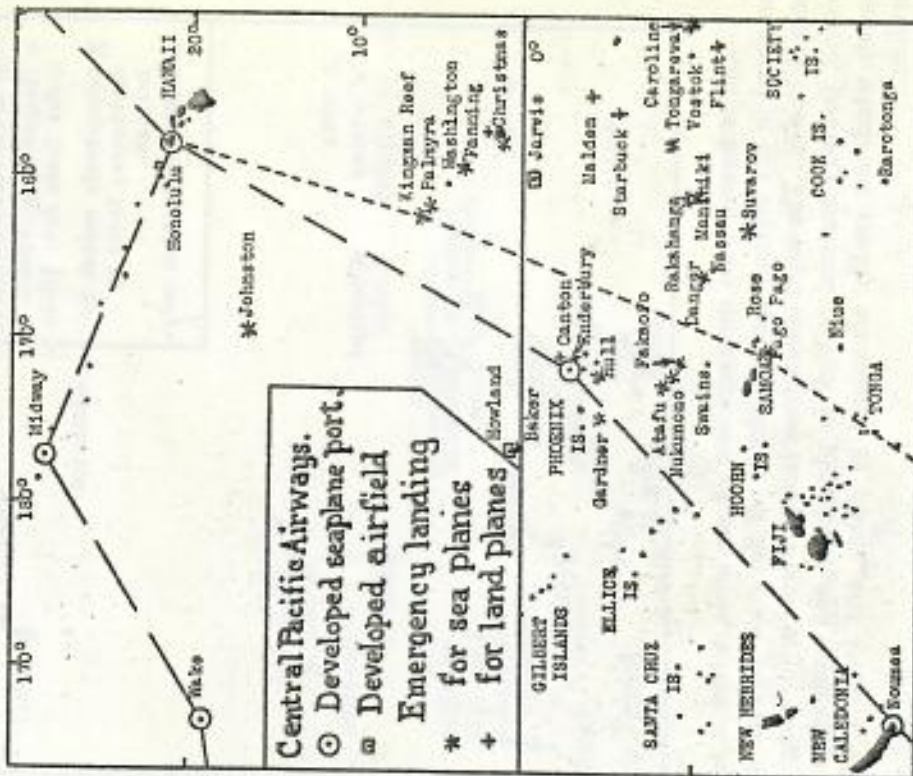 Central Pacific Airways.
Developed seaplane port.
Developed airfield
Emergency landing
for sea planes
for land planes
170°
180°
170°
180°
20°
10°
0°
Wake
Midway
Honolulu
HAWAII
Johnston
Kingman Reef
Palmyra
Washington
Fanning
Christmas
Howland
Baker
Jarvis
GILBERT
ISLANDS
PHOENIX
IS.
Canton
Enderbury
Hull
Gardner
Malden
Starbuck
Caroline
Tongareva
Vostok
Flint
ELLICE
IS.
Atafu
Nukunono
Fakaofo
Swains.
Danger
Rakahanga
Manihiki
Nassau
Suvarov
SANTA CRUZ
IS.
HOORN
IS.
SAMOA
Rose
Pago Pago
SOCIETY
IS.
COOK IS.
NEW HEBRIDES
FIJI
Niue
Rarotonga
NEW
CALEDONIA
TONGA
Noumea